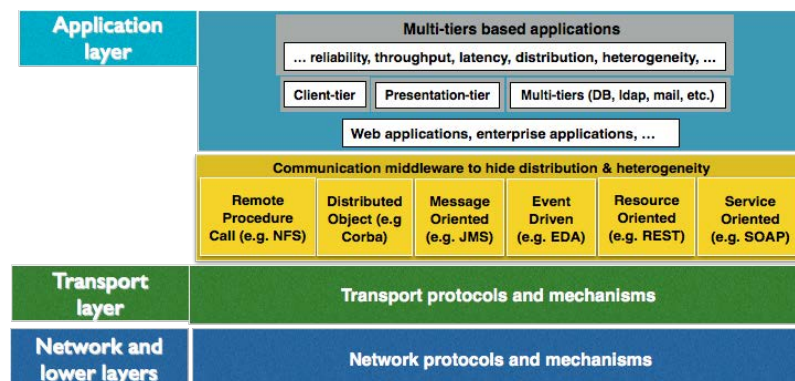 Application
layer
Multi-tiers based applications
... reliability, throughput, latency, distribution, heterogeneity, ...
Client-tier
Presentation-tier
Multi-tiers (DB, ldap, mail, etc.)
Web applications, enterprise applications, ...
Communication middleware to hide distribution & heterogeneity
Remote
Procedure
Call (e.g. NFS)
Distributed
Object (e.g
Corba)
Message
Oriented
(e.g. JMS)
Event
Driven
(e.g. EDA)
Resource
Oriented
(e.g. REST)
Service
Oriented
(e.g. SOAP)
Transport
layer
Transport protocols and mechanisms
Network and
lower layers
Network protocols and mechanisms